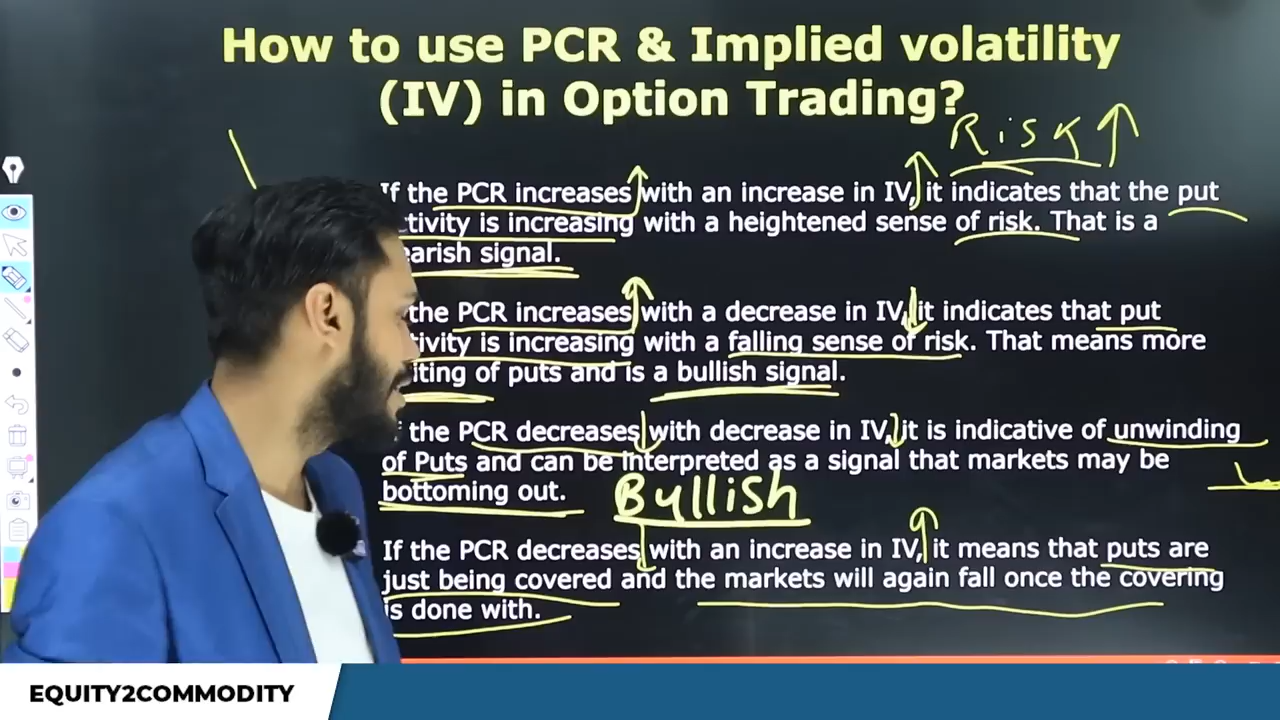 How to use PCR & Implied volatility
(IV) in Option Trading?
Risk
If the PCR increases with an increase in IV, it indicates that the put
ctivity is increasing with a heightened sense of risk. That is a
earish signal.
the PCR increases with a decrease in IV, it indicates that put
tivity is increasing with a falling sense of risk. That means more
iting of puts and is a bullish signal.
f the PCR decreases with decrease in IV, it is indicative of unwinding
of Puts and can be interpreted as a signal that markets may be
bottoming out.
Bullish
If the PCR decreases with an increase in IV, it means that puts are
just being covered and the markets will again fall once the covering
is done with.
EQUITY2COMMODITY